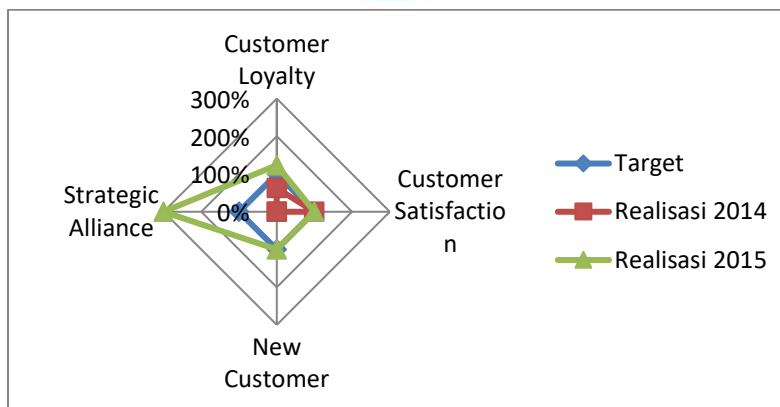 Customer
Loyalty
300%
200%
100%
0%
Strategic
Alliance
Customer
Satisfactio
n
New
Customer
Target
Realisasi 2014
Realisasi 2015